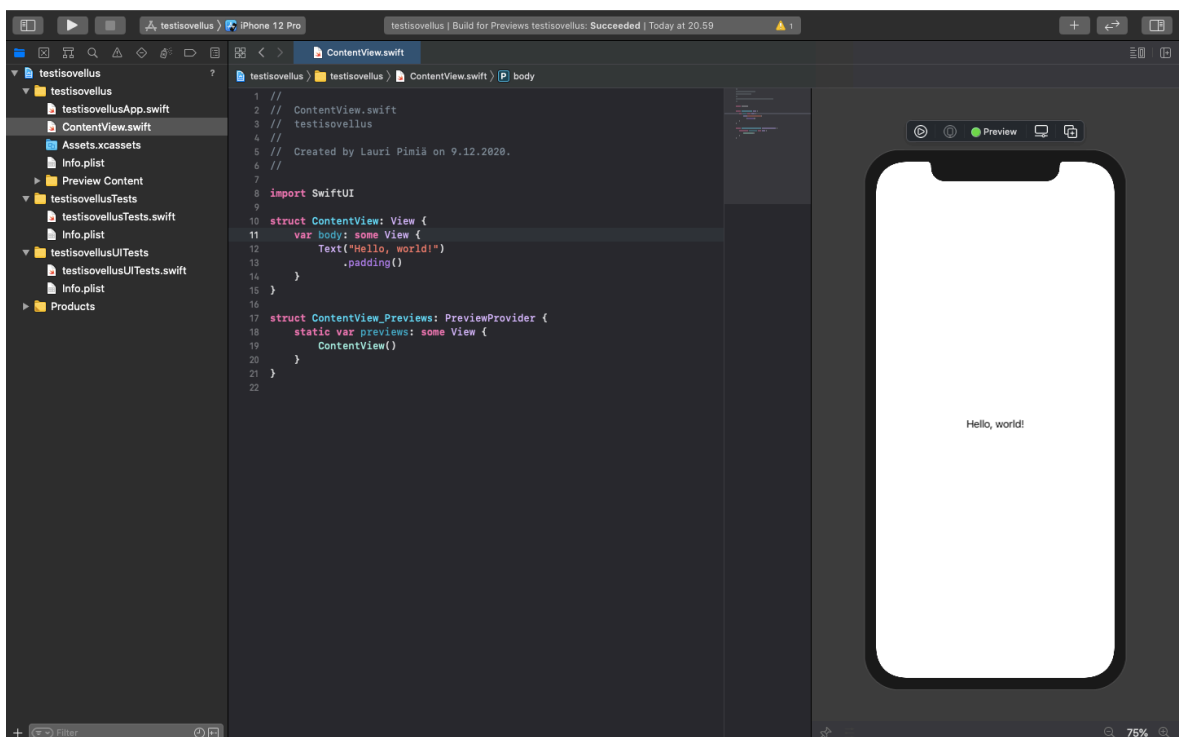 testisovellus 〉 iPhone 12 Pro
testisovellus | Build for Previews testisovellus: Succeeded | Today at 20.59
1
ContentView.swift
testisovellus ?
testisovellus
testisovellusApp.swift
ContentView.swift
Assets.xcassets
Info.plist
Preview Content
testisovellusTests
testisovellusTests.swift
Info.plist
testisovellusUITests
testisovellusUITests.swift
Info.plist
Products
Filter
testisovellus 〉 testisovellus 〉 ContentView.swift 〉 P body
1 //
2 //  ContentView.swift
3 //  testisovellus
4 //
5 //  Created by Lauri Pimiä on 9.12.2020.
6 //
7
8 import SwiftUI
9
10 struct ContentView: View {
11     var body: some View {
12         Text("Hello, world!")
13             .padding()
14     }
15 }
16
17 struct ContentView_Previews: PreviewProvider {
18     static var previews: some View {
19         ContentView()
20     }
21 }
22
Preview
Hello, world!
75%